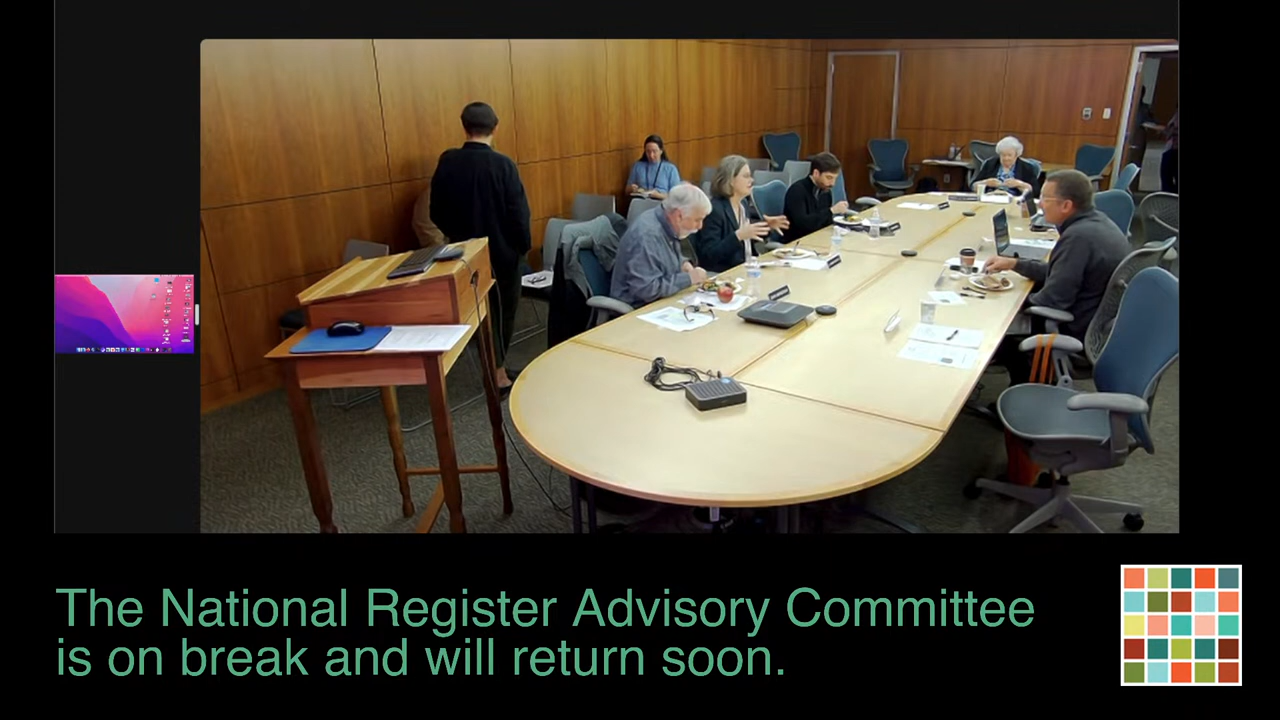 The National Register Advisory Committee
is on break and will return soon.